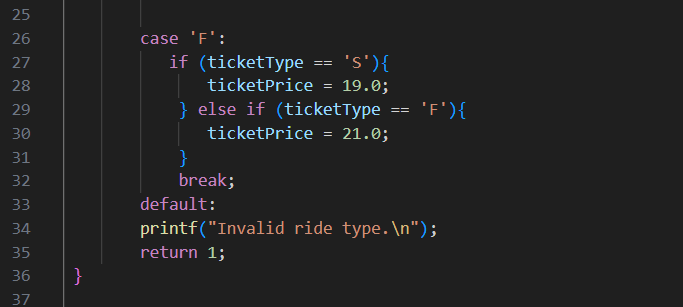 25
26 case 'F':
27 if (ticketType == 'S'){
28 ticketPrice = 19.0;
29 } else if (ticketType == 'F'){
30 ticketPrice = 21.0;
31 }
32 break;
33 default:
34 printf("Invalid ride type.\n");
35 return 1;
36 }
37